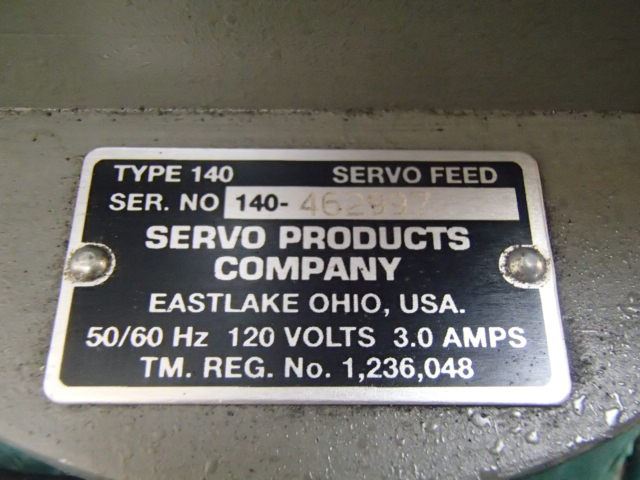 TYPE 140 SERVO FEED
SER. NO 140-462997
SERVO PRODUCTS
COMPANY
EASTLAKE OHIO, USA.
50/60 Hz 120 VOLTS 3.0 AMPS
TM. REG. No. 1,236,048